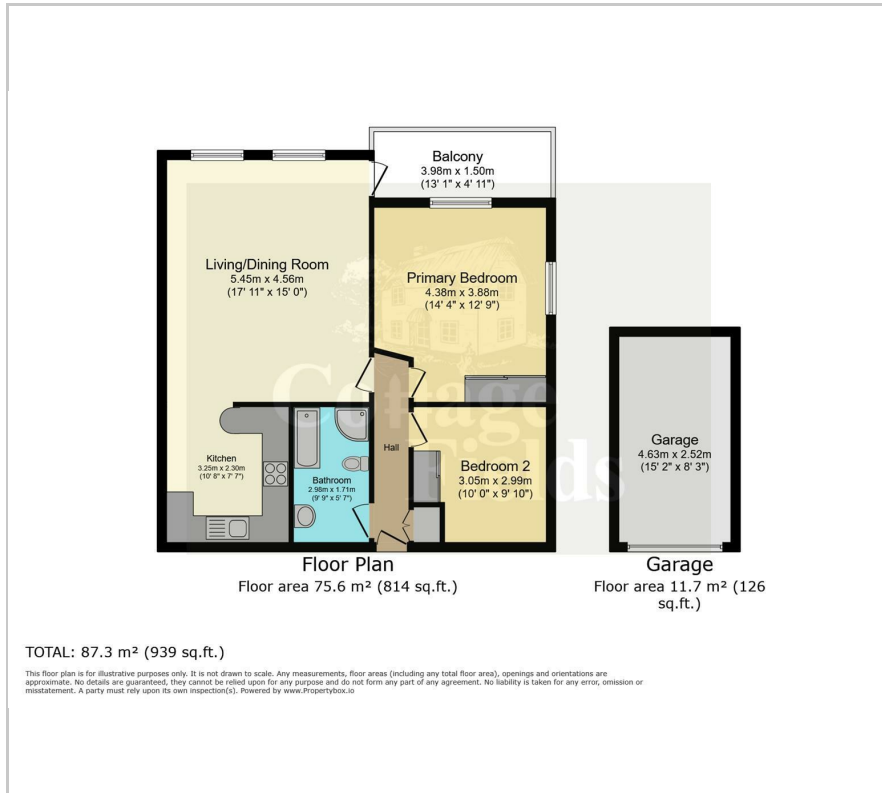 Balcony
3.98m x 1.50m
(13' 1" x 4' 11")
Living/Dining Room
5.45m x 4.56m
(17' 11" x 15' 0")
Primary Bedroom
4.38m x 3.88m
(14' 4" x 12' 9")
Cottage
Fields
Hall
Kitchen
3.25m x 2.30m
(10' 8" x 7' 7")
Bathroom
2.98m x 1.71m
(9' 9" x 5' 7")
Bedroom 2
3.05m x 2.99m
(10' 0" x 9' 10")
Garage
4.63m x 2.52m
(15' 2" x 8' 3")
Floor Plan
Floor area 75.6 m² (814 sq.ft.)
Garage
Floor area 11.7 m² (126
sq.ft.)
TOTAL: 87.3 m² (939 sq.ft.)
This floor plan is for illustrative purposes only. It is not drawn to scale. Any measurements, floor areas (including any total floor area), openings and orientations are
approximate. No details are guaranteed, they cannot be relied upon for any purpose and do not form any part of any agreement. No liability is taken for any error, omission or
misstatement. A party must rely upon its own inspection(s). Powered by www.Propertybox.io